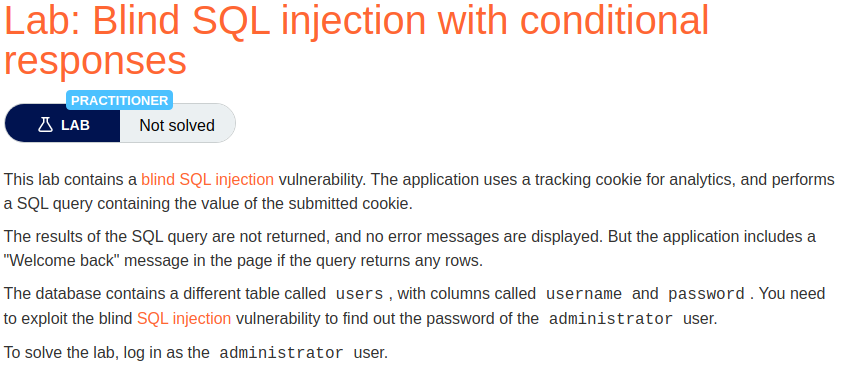 Lab: Blind SQL injection with conditional
responses
PRACTITIONER
LAB Not solved
This lab contains a blind SQL injection vulnerability. The application uses a tracking cookie for analytics, and performs
a SQL query containing the value of the submitted cookie.
The results of the SQL query are not returned, and no error messages are displayed. But the application includes a
"Welcome back" message in the page if the query returns any rows.
The database contains a different table called users , with columns called username and password . You need
to exploit the blind SQL injection vulnerability to find out the password of the administrator user.
To solve the lab, log in as the administrator user.